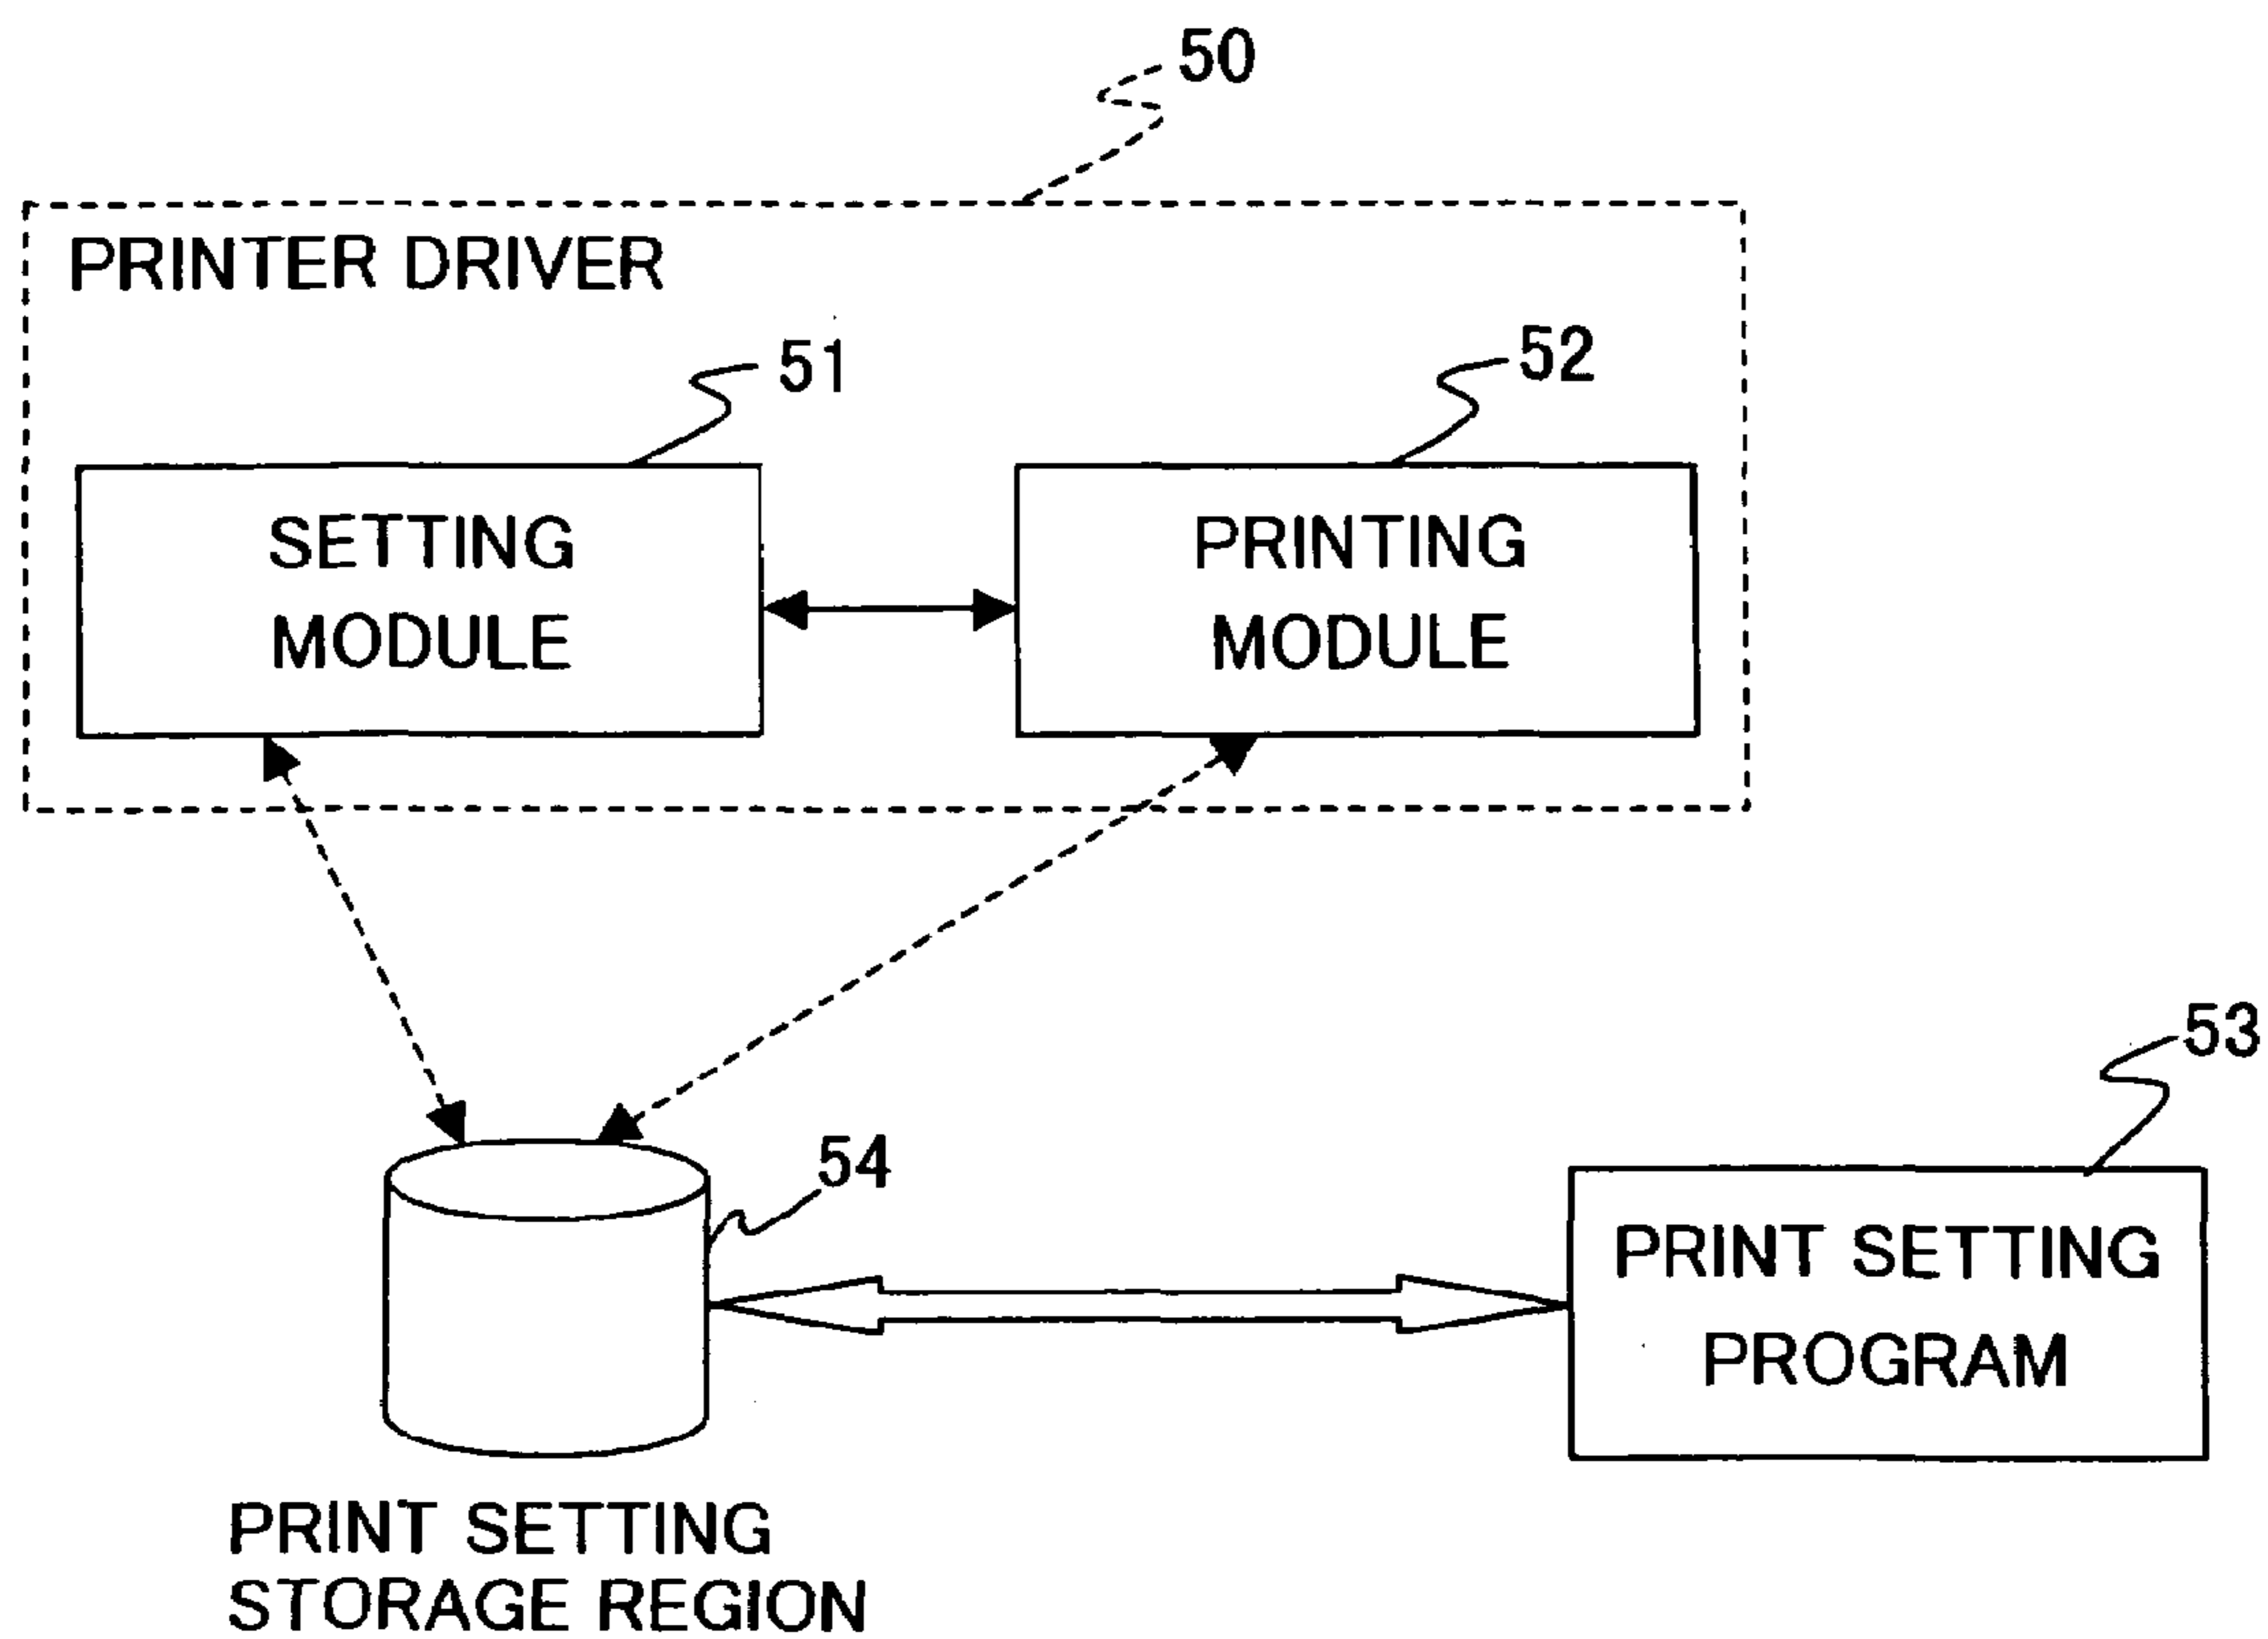 50
PRINTER DRIVER
51
52
SETTING
MODULE
PRINTING
MODULE
53
54
PRINT SETTING
PROGRAM
PRINT SETTING
STORAGE REGION